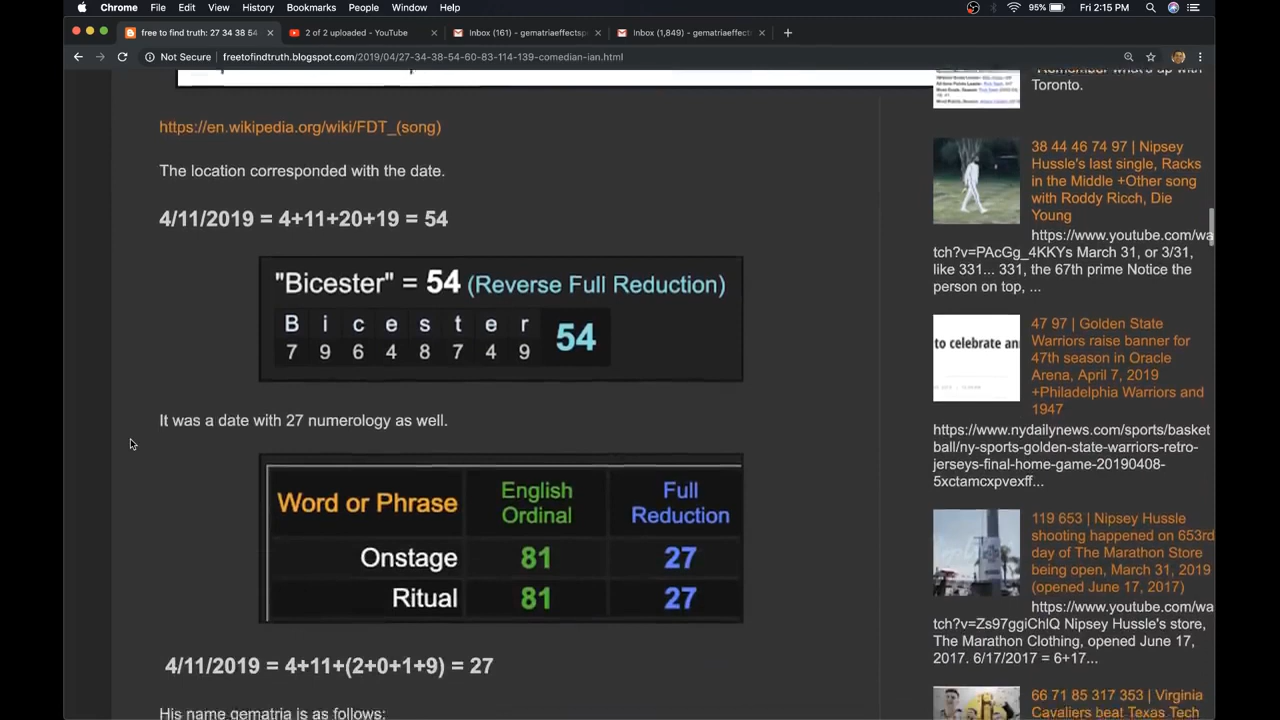 Chrome File Edit View History Bookmarks People Window Help
95% Fri 2:15 PM
free to find truth: 27 34 38 54
2 of 2 uploaded - YouTube
Inbox (161) - gematriaeffectsp
Inbox (1,849) - gematriaeffect
Not Secure freetofindtruth.blogspot.com/2019/04/27-34-38-54-60-83-114-139-comedian-ian.html
https://en.wikipedia.org/wiki/FDT_(song)
The location corresponded with the date.
4/11/2019 = 4+11+20+19 = 54
"Bicester" = 54 (Reverse Full Reduction)
B i c e s t e r
7 9 6 4 8 7 4 9 54
It was a date with 27 numerology as well.
Word or Phrase English Ordinal Full Reduction
Onstage 81 27
Ritual 81 27
4/11/2019 = 4+11+(2+0+1+9) = 27
His name gematria is as follows:
"Remember what's up with
Toronto.
38 44 46 74 97 | Nipsey
Hussle's last single, Racks
in the Middle +Other song
with Roddy Ricch, Die
Young
https://www.youtube.com/wa
tch?v=PAcGg_4KKYs March 31, or 3/31,
like 331... 331, the 67th prime Notice the
person on top, ...
to celebrate ann
47 97 | Golden State
Warriors raise banner for
47th season in Oracle
Arena, April 7, 2019
+Philadelphia Warriors and
1947
https://www.nydailynews.com/sports/basket
ball/ny-sports-golden-state-warriors-retro-
jerseys-final-home-game-20190408-
5xctamcxpvexff...
119 653 | Nipsey Hussle
shooting happened on 653rd
day of The Marathon Store
being open, March 31, 2019
(opened June 17, 2017)
https://www.youtube.com/wa
tch?v=Zs97ggiChlQ Nipsey Hussle's store,
The Marathon Clothing, opened June 17,
2017. 6/17/2017 = 6+17...
66 71 85 317 353 | Virginia
Cavaliers beat Texas Tech